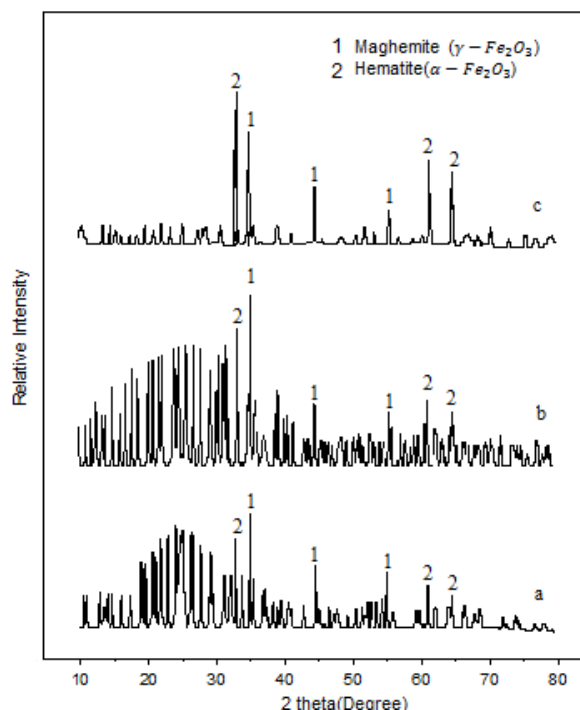 1 Maghemite (γ − Fe₂O₃)
2 Hematite(α − Fe₂O₃)
2
1
1
1
2
2
c
1
2
1
1
2
2
b
1
2
1
1
2
2
a
Relative Intensity
10 20 30 40 50 60 70 80
2 theta(Degree)